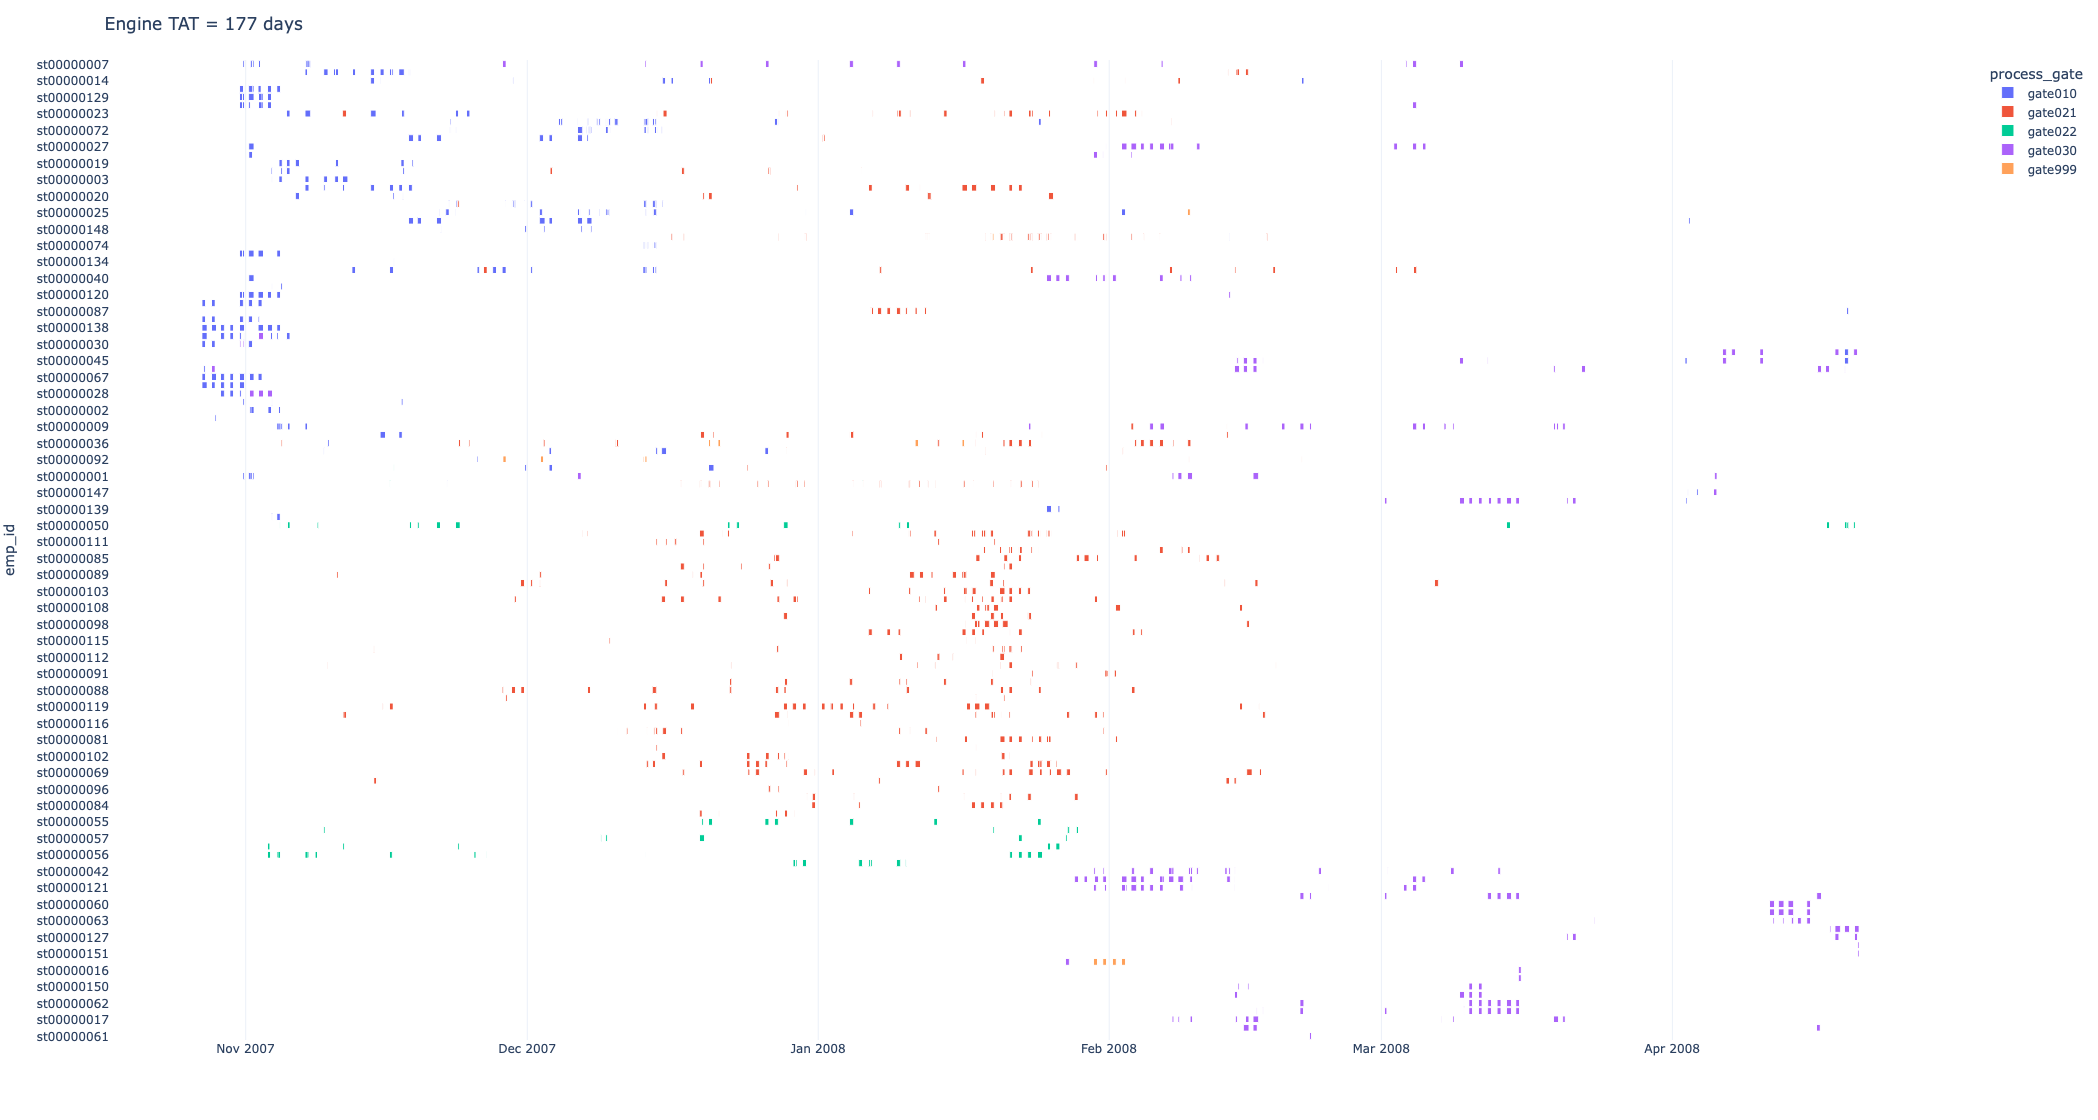 Engine TAT = 177 days
emp_id
st00000007
st00000014
st00000129
st00000023
st00000072
st00000027
st00000019
st00000003
st00000020
st00000025
st00000148
st00000074
st00000134
st00000040
st00000120
st00000087
st00000138
st00000030
st00000045
st00000067
st00000028
st00000002
st00000009
st00000036
st00000092
st00000001
st00000147
st00000139
st00000050
st00000111
st00000085
st00000089
st00000103
st00000108
st00000098
st00000115
st00000112
st00000091
st00000088
st00000119
st00000116
st00000081
st00000102
st00000069
st00000096
st00000084
st00000055
st00000057
st00000056
st00000042
st00000121
st00000060
st00000063
st00000127
st00000151
st00000016
st00000150
st00000062
st00000017
st00000061
Nov 2007
Dec 2007
Jan 2008
Feb 2008
Mar 2008
Apr 2008
process_gate
gate010
gate021
gate022
gate030
gate999